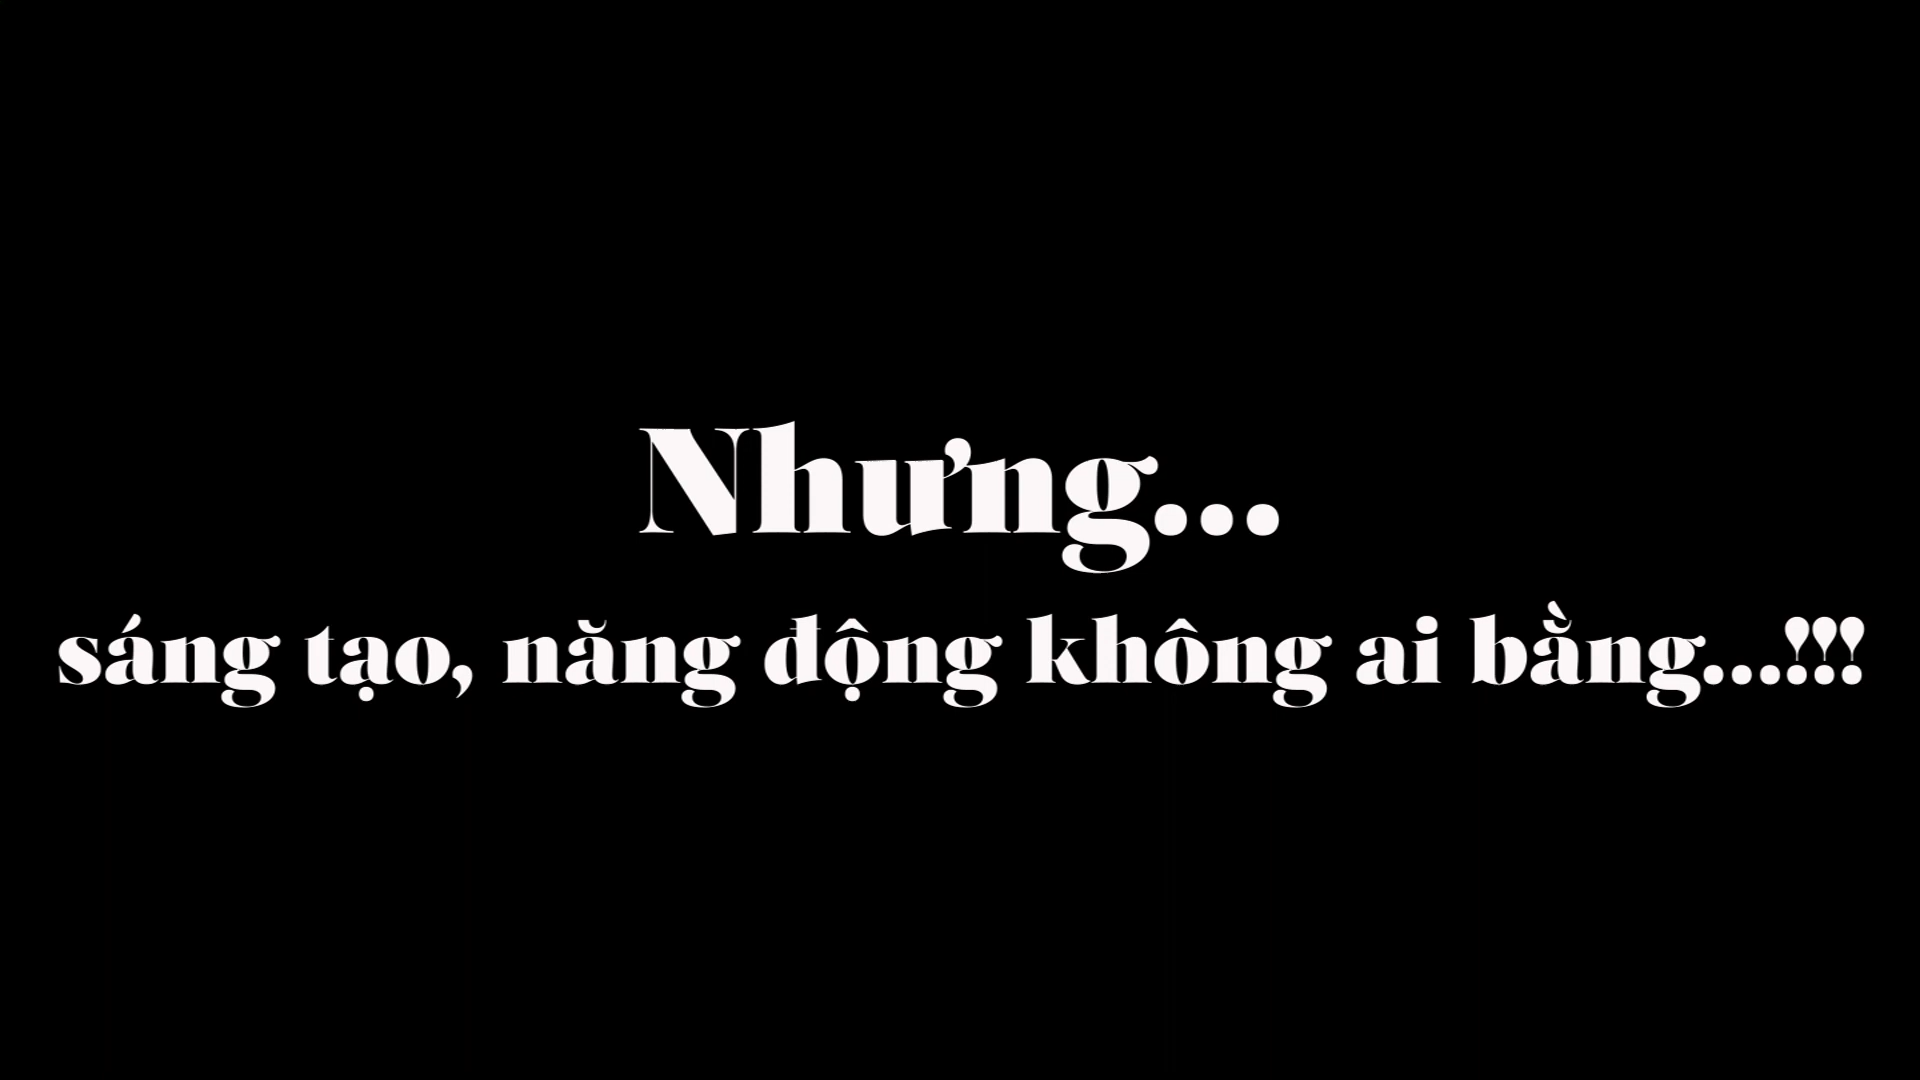 Nhưng...
sáng tạo, năng động không ai bằng...!!!